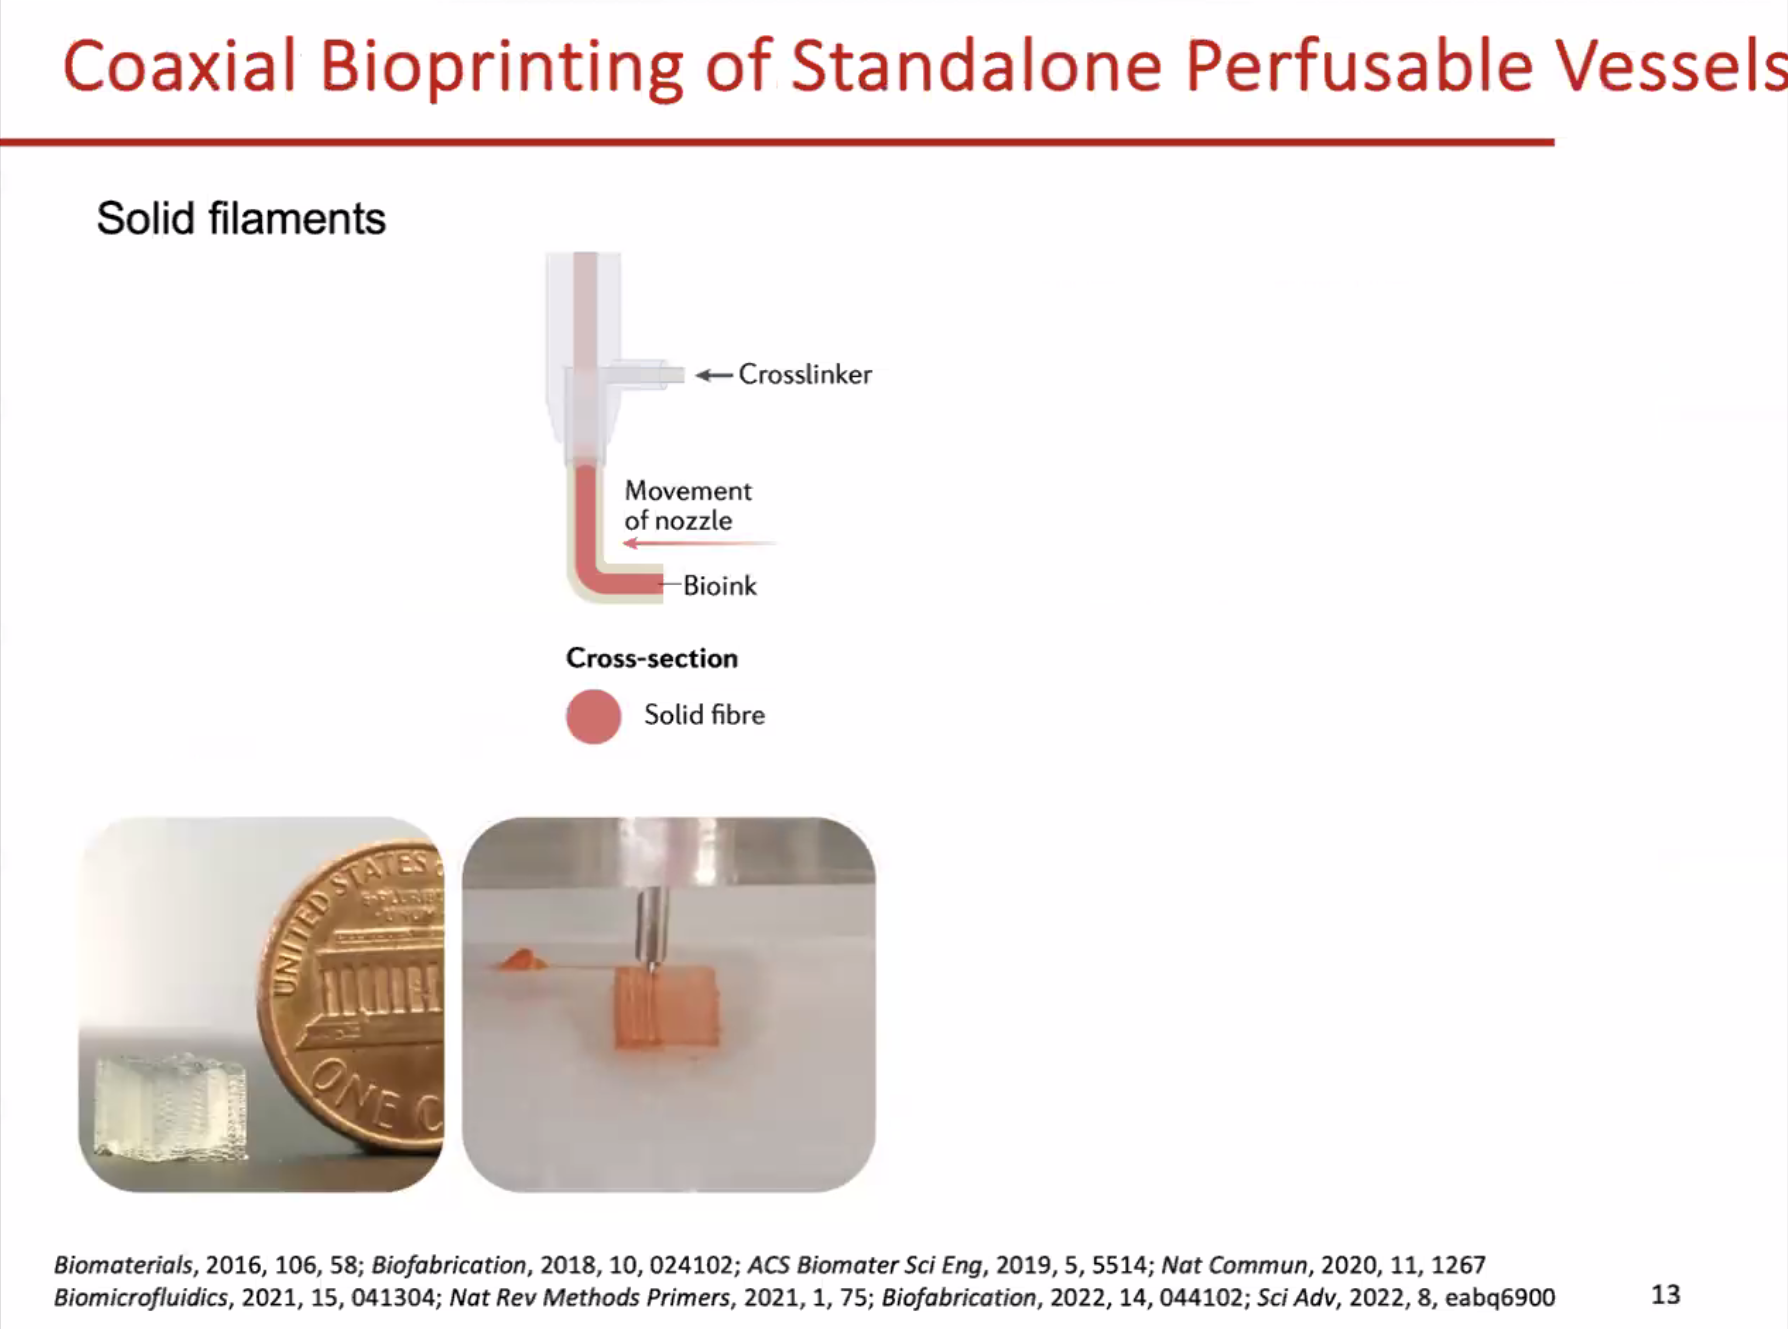 Coaxial Bioprinting of Standalone Perfusable Vessels
Solid filaments
Crosslinker
Movement
of nozzle
Bioink
Cross-section
Solid fibre
UNITED STATES
ONE C
Biomaterials, 2016, 106, 58; Biofabrication, 2018, 10, 024102; ACS Biomater Sci Eng, 2019, 5, 5514; Nat Commun, 2020, 11, 1267
Biomicrofluidics, 2021, 15, 041304; Nat Rev Methods Primers, 2021, 1, 75; Biofabrication, 2022, 14, 044102; Sci Adv, 2022, 8, eabq6900
13